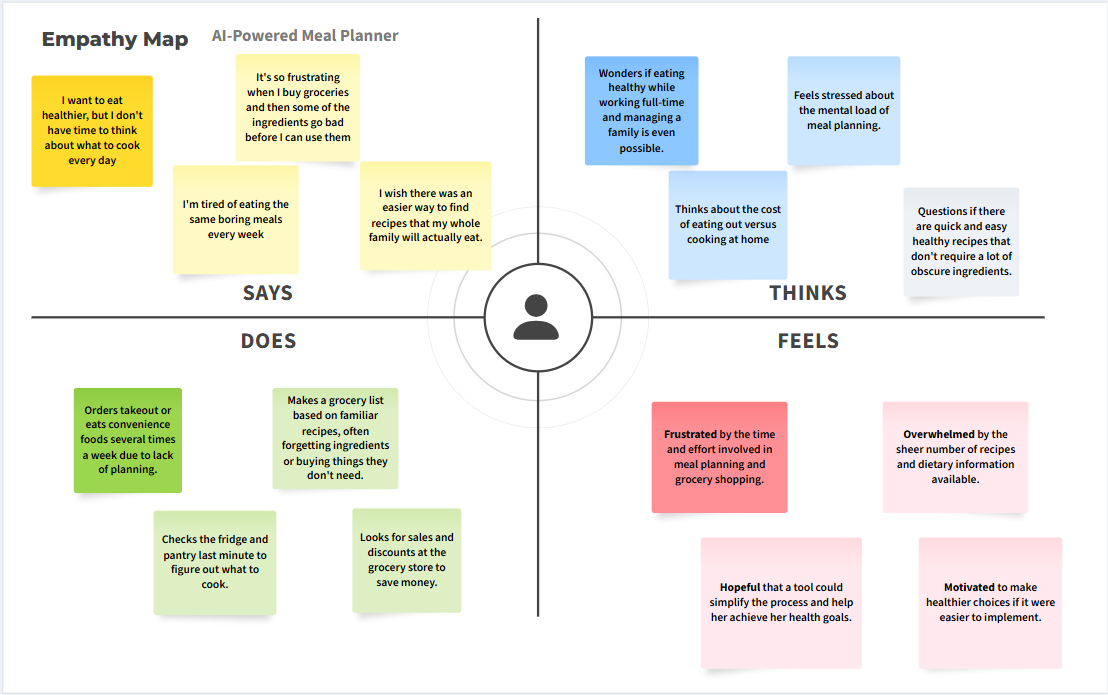 Empathy Map
AI-Powered Meal Planner
I want to eat
healthier, but I don't
have time to think
about what to cook
every day
It's so frustrating
when I buy groceries
and then some of the
ingredients go bad
before I can use them
I'm tired of eating the
same boring meals
every week
I wish there was an
easier way to find
recipes that my whole
family will actually eat.
SAYS
Wonders if eating
healthy while
working full-time
and managing a
family is even
possible.
Feels stressed about
the mental load of
meal planning.
Thinks about the cost
of eating out versus
cooking at home
Questions if there
are quick and easy
healthy recipes that
don't require a lot of
obscure ingredients.
THINKS
DOES
Orders takeout or
eats convenience
foods several times
a week due to lack
of planning.
Makes a grocery list
based on familiar
recipes, often
forgetting ingredients
or buying things they
don't need.
Checks the fridge and
pantry last minute to
figure out what to
cook.
Looks for sales and
discounts at the
grocery store to
save money.
FEELS
Frustrated by the time
and effort involved in
meal planning and
grocery shopping.
Overwhelmed by the
sheer number of recipes
and dietary information
available.
Hopeful that a tool could
simplify the process and help
her achieve her health goals.
Motivated to make
healthier choices if it were
easier to implement.